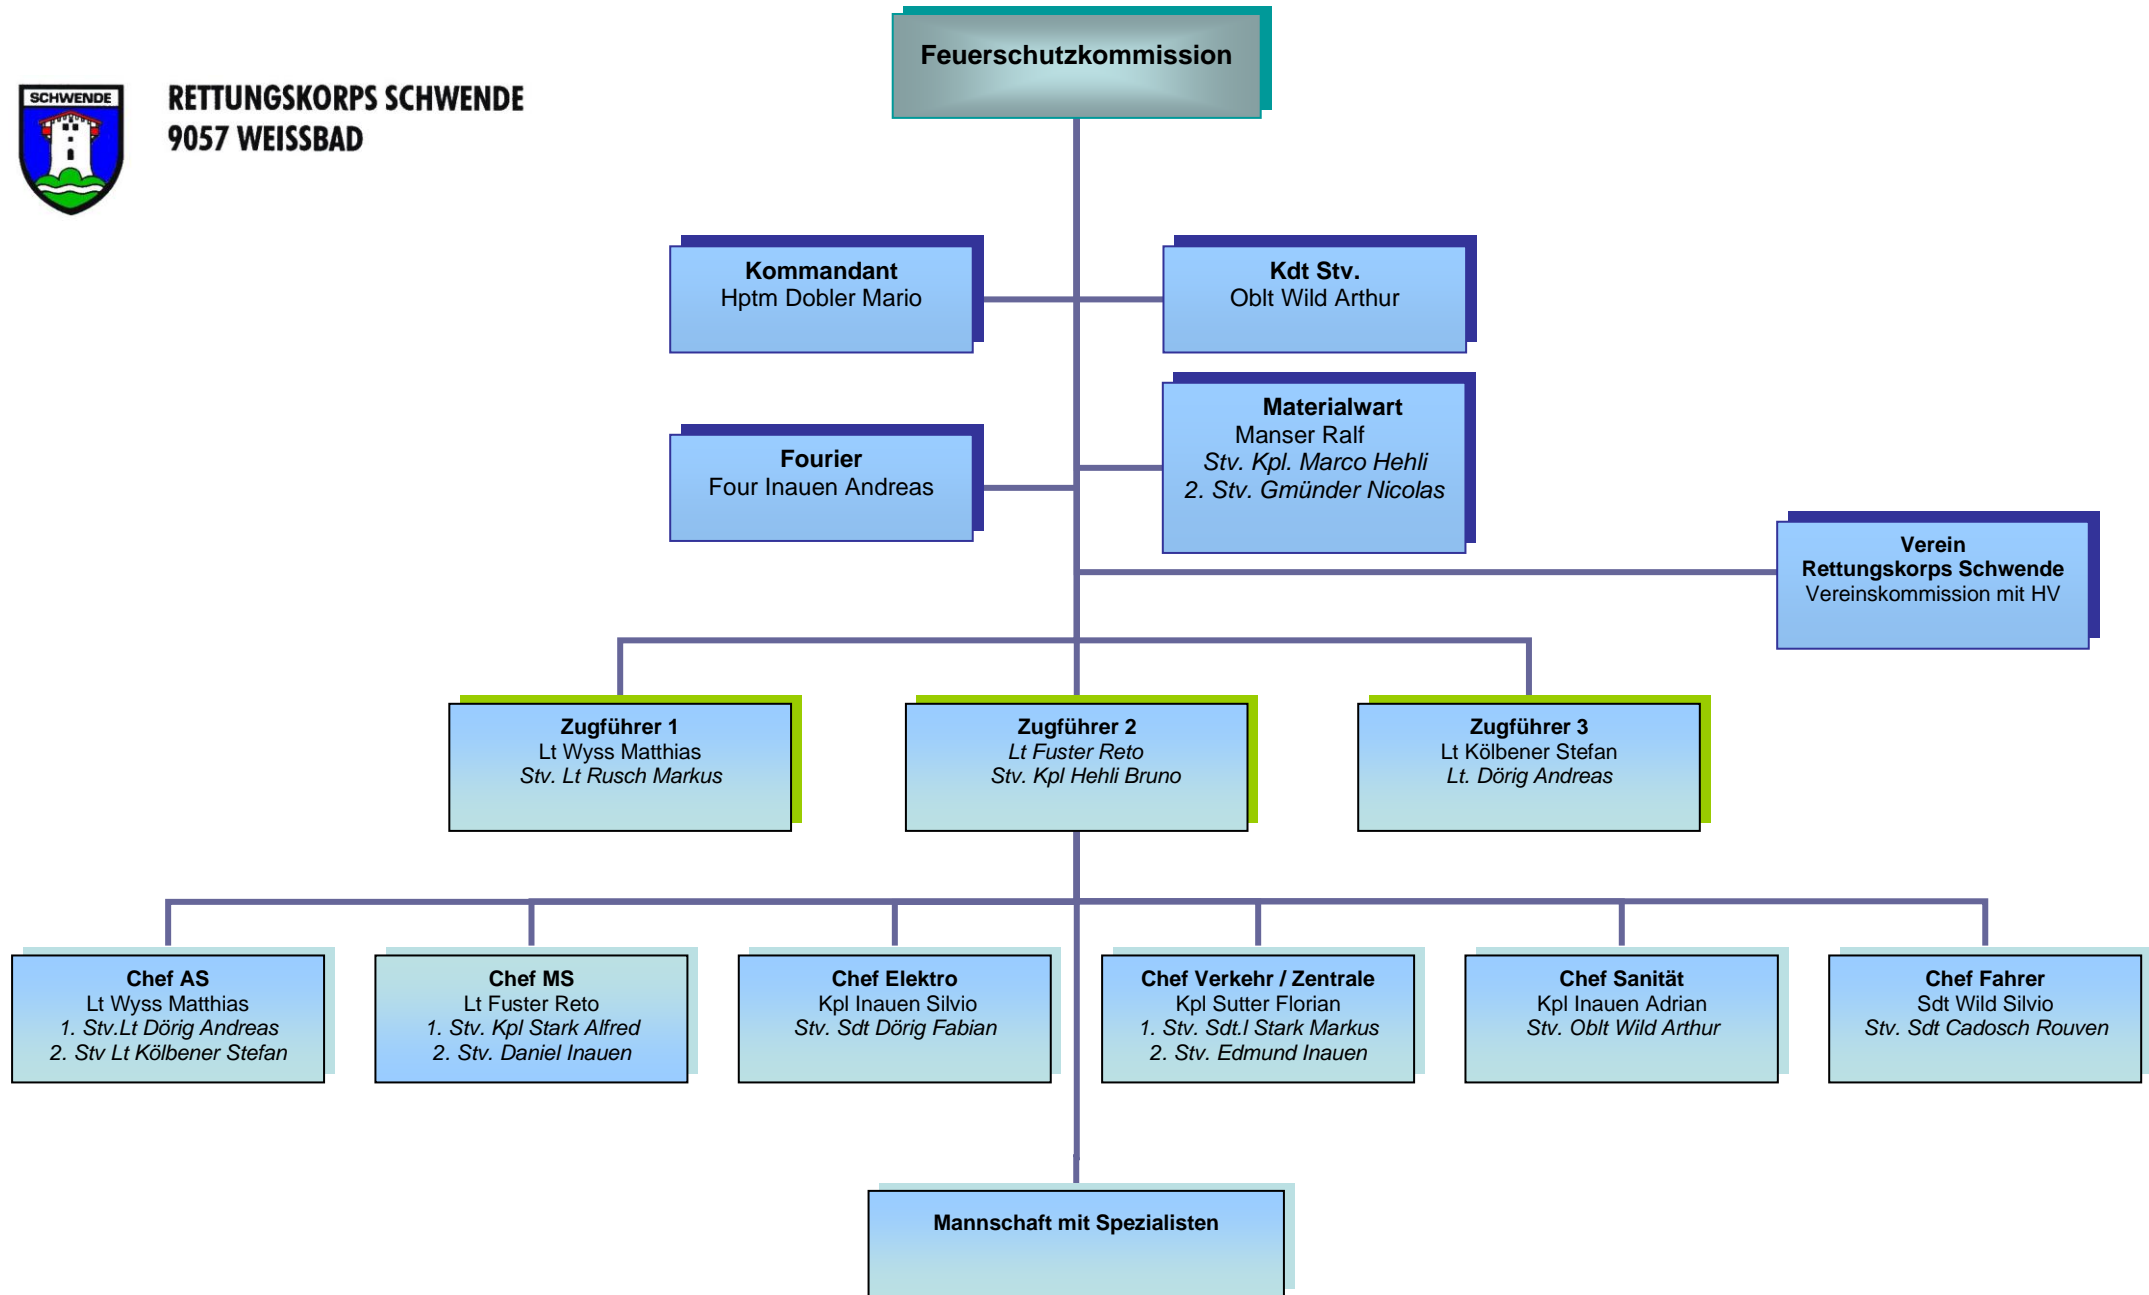 Feuerschutzkommission
SCHWENDE
RETTUNGSKORPS SCHWENDE
9057 WEISSBAD
Kommandant
Hptm Dobler Mario
Kdt Stv.
Oblt Wild Arthur
Fourier
Four Inauen Andreas
Materialwart
Manser Ralf
Stv. Kpl. Marco Hehli
2. Stv. Gmünder Nicolas
Verein
Rettungskorps Schwende
Vereinskommission mit HV
Zugführer 1
Lt Wyss Matthias
Stv. Lt Rusch Markus
Zugführer 2
Lt Fuster Reto
Stv. Kpl Hehli Bruno
Zugführer 3
Lt Kölbener Stefan
Lt. Dörig Andreas
Chef AS
Lt Wyss Matthias
1. Stv.Lt Dörig Andreas
2. Stv Lt Kölbener Stefan
Chef MS
Lt Fuster Reto
1. Stv. Kpl Stark Alfred
2. Stv. Daniel Inauen
Chef Elektro
Kpl Inauen Silvio
Stv. Sdt Dörig Fabian
Chef Verkehr / Zentrale
Kpl Sutter Florian
1. Stv. Sdt.l Stark Markus
2. Stv. Edmund Inauen
Chef Sanität
Kpl Inauen Adrian
Stv. Oblt Wild Arthur
Chef Fahrer
Sdt Wild Silvio
Stv. Sdt Cadosch Rouven
Mannschaft mit Spezialisten